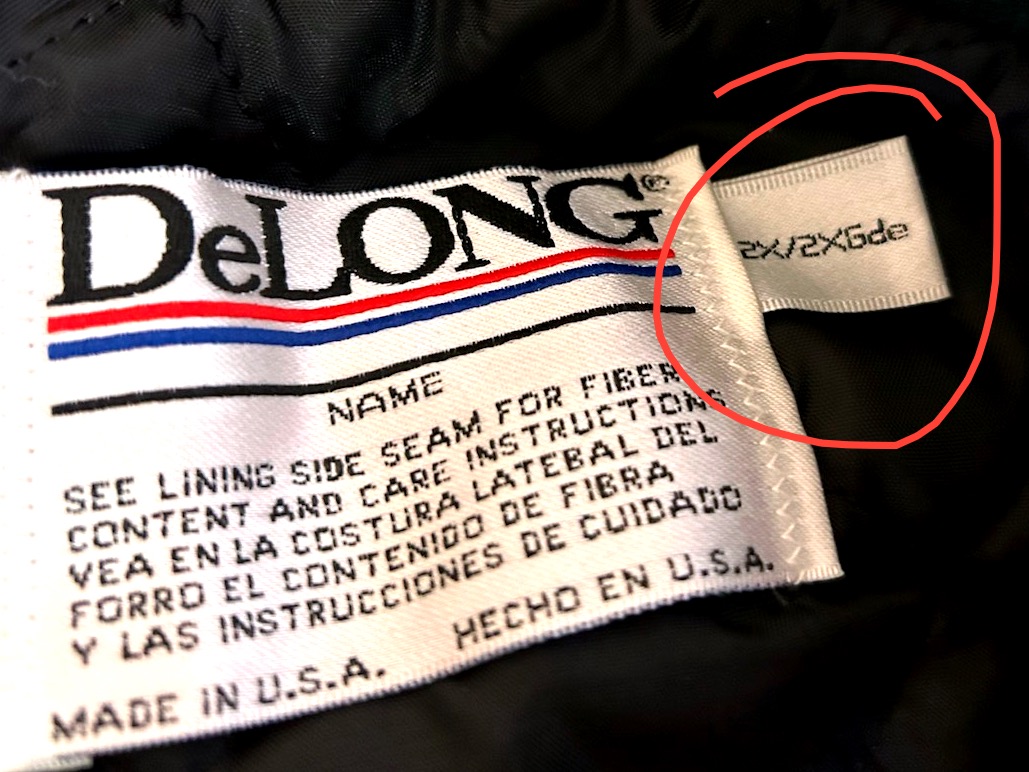 DeLONG®
2X/2XGde
NAME
SEE LINING SIDE SEAM FOR FIBER
CONTENT AND CARE INSTRUCTIONS
VEA EN LA COSTURA LATEBAL DEL
FORRO EL CONTENIDO DE FIBRA
Y LAS INSTRUCCIONES DE CUIDADO
MADE IN U.S.A. HECHO EN U.S.A.